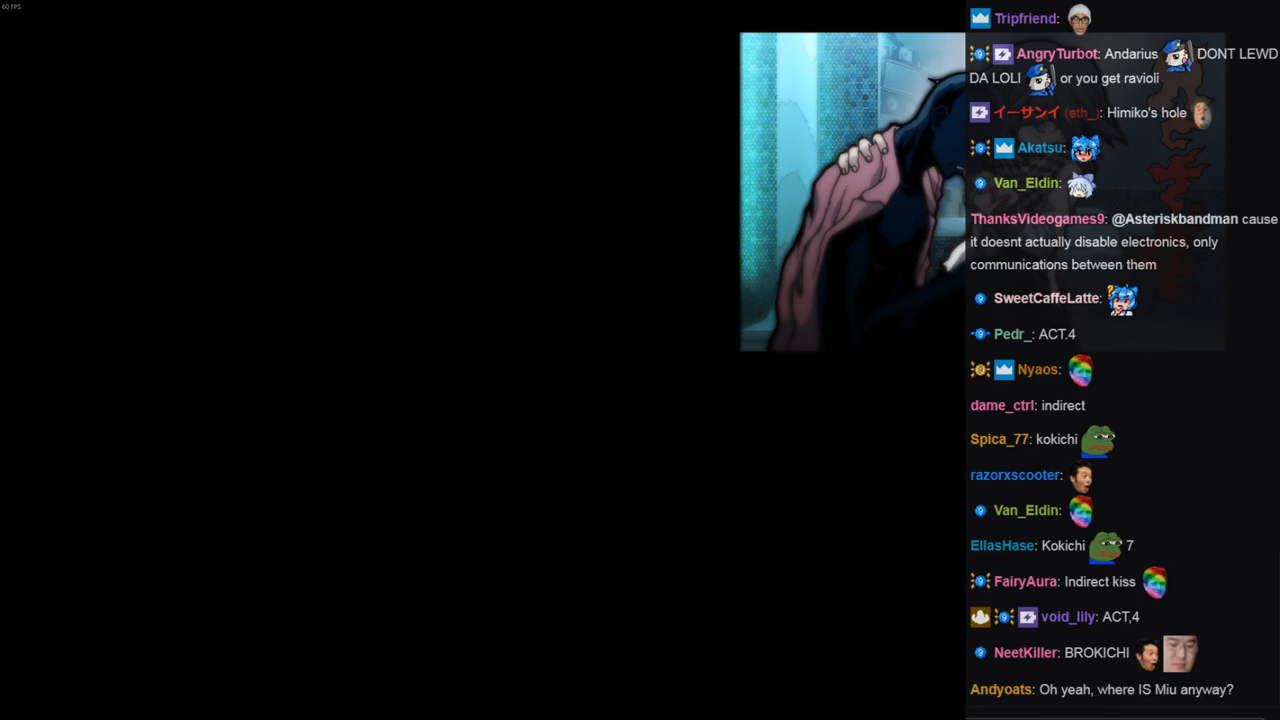 60 FPS
Tripfriend:
AngryTurbot: Andarius DONT LEWD
DA LOLI or you get ravioli
イーサンイ (eth_): Himiko's hole
Akatsu:
Van_Eldin:
ThanksVideogames9: @Asteriskbandman cause
it doesnt actually disable electronics, only
communications between them
SweetCaffeLatte:
Pedr_: ACT.4
Nyaos:
dame_ctrl: indirect
Spica_77: kokichi
razorxscooter:
Van_Eldin:
EllasHase: Kokichi 7
FairyAura: Indirect kiss
void_lily: ACT,4
NeetKiller: BROKICHI
Andyoats: Oh yeah, where IS Miu anyway?